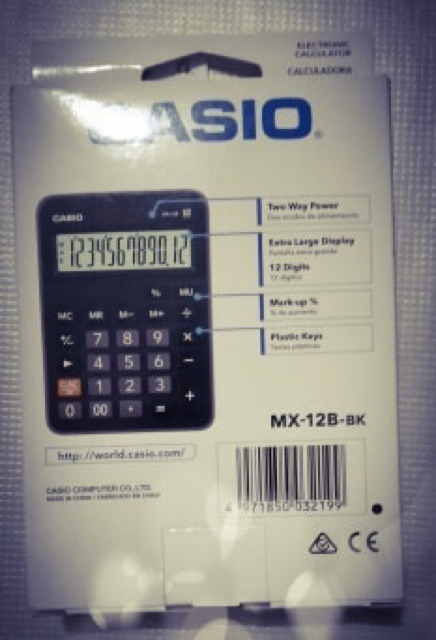 ELECTRONIC
CALCULATOR
CALCULADORA
CASIO
Two Way Power
Dos modos de alimentación
Extra Large Display
Pantalla extra grande
12 Digits
12 dígitos
Mark-up %
% de aumento
Plastic Keys
Teclas plásticas
CASIO
1234567890.12
% MU
MC MR M− M+ ÷
+/− 7 8 9 ×
▶ 4 5 6 −
1 2 3 +
0 00 · =
MX-12B-BK
http://world.casio.com/
CASIO COMPUTER CO.,LTD.
MADE IN CHINA / FABRICADO EN CHINA
4 971850 032199
CE